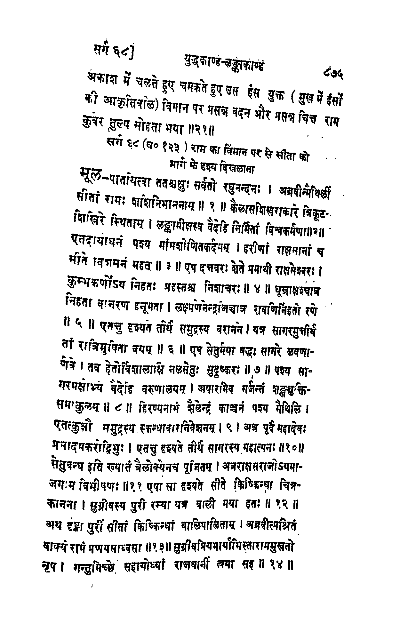 सर्ग ६८]
युद्धकाण्ड-लङ्काकाण्ड
८७५
अकाश में चलते हुए चमकते हुए उस हंस युक्त ( मुख में हंसों
की आकृतिवाले) विमान पर प्रसन्न वदन और प्रसन्न चित्त राम
कुवेर तुल्य मोहता भया ॥२१॥
सर्ग ६८ (व० १२३) राम का विमान पर से सीता को
मार्ग के दृश्य दिखलाना
मूल–पातयित्वा ततश्चक्षुः सर्वतो रघुनन्दनः । अब्रवीन्मैथिलीं
सीतां रामः शशिनिभाननाम् ॥ १ ॥ कैलासशिखराकारे त्रिकूट-
शिखरे स्थिताम् । लङ्कामीक्षस्व वैदेहि निर्मितां विश्वकर्मणा॥२॥
एतदायोधनं पश्य मांसशोणितकर्दमम् । हरीणां राक्षसानां च
सीते विशसनं महत् ॥ ३ ॥ एष दत्तवरः शेते प्रमाथी राक्षसेश्वरः ।
कुम्भकर्णोऽत्र निहतः प्रहस्तश्च निशाचरः ॥ ४ ॥ धूम्राक्षश्चात्र
निहता वानरेण हनूमता । लक्ष्मणेनेन्द्रजिच्चात्र रावणिर्निहतो रणे
॥ ५ ॥ एतत्तु दृश्यते तीर्थं समुद्रस्य वरानने । यत्र सागरमुत्तीर्य
तां रात्रिमुषिता वयम् ॥ ६ ॥ एष सेतुर्मया बद्धः सागरे लवणा-
र्णवे । तव हेतोर्विशालाक्षि नलसेतुः सुदुष्करः ॥ ७ ॥ पश्य सा-
गरमक्षोभ्यं वैदेहि वरुणालयम् । अपारमिव गर्जन्तं शङ्खशुक्ति-
समाकुलम् ॥ ८ ॥ हिरण्यनाभं शैलेन्द्रं काञ्चनं पश्य मैथिलि ।
एतत्कुक्षौ समुद्रस्य स्कन्धावारनिवेशनम् । ९ । अत्र पूर्वं महादेवः
प्रसादमकरोद्विभुः । एतत्तु दृश्यते तीर्थं सागरस्य महात्मनः ॥१०॥
सेतुबन्ध इति ख्यातं त्रैलोक्येनच पूजितम् । अत्रराक्षसराजोऽयमा-
जगाम विभीषणः ॥ ११ ॥ एषा सा दृश्यते सीते किष्किन्धा चित्र-
कानना । सुग्रीवस्य पुरी रम्या यत्र वाली मया हतः ॥ १२ ॥
अथ दृष्ट्वा पुरीं सीतां किष्किन्धां वालिपालिताम् । अब्रवीत्प्रश्रितं
वाक्यं रामं प्रणयसाध्वसा ॥ १३ ॥ सुग्रीवप्रियभार्याभिस्ताराप्रमुखतो
नृप । गन्तुमिच्छे सहायोध्यां राजधानीं त्वया सह ॥ १४ ॥